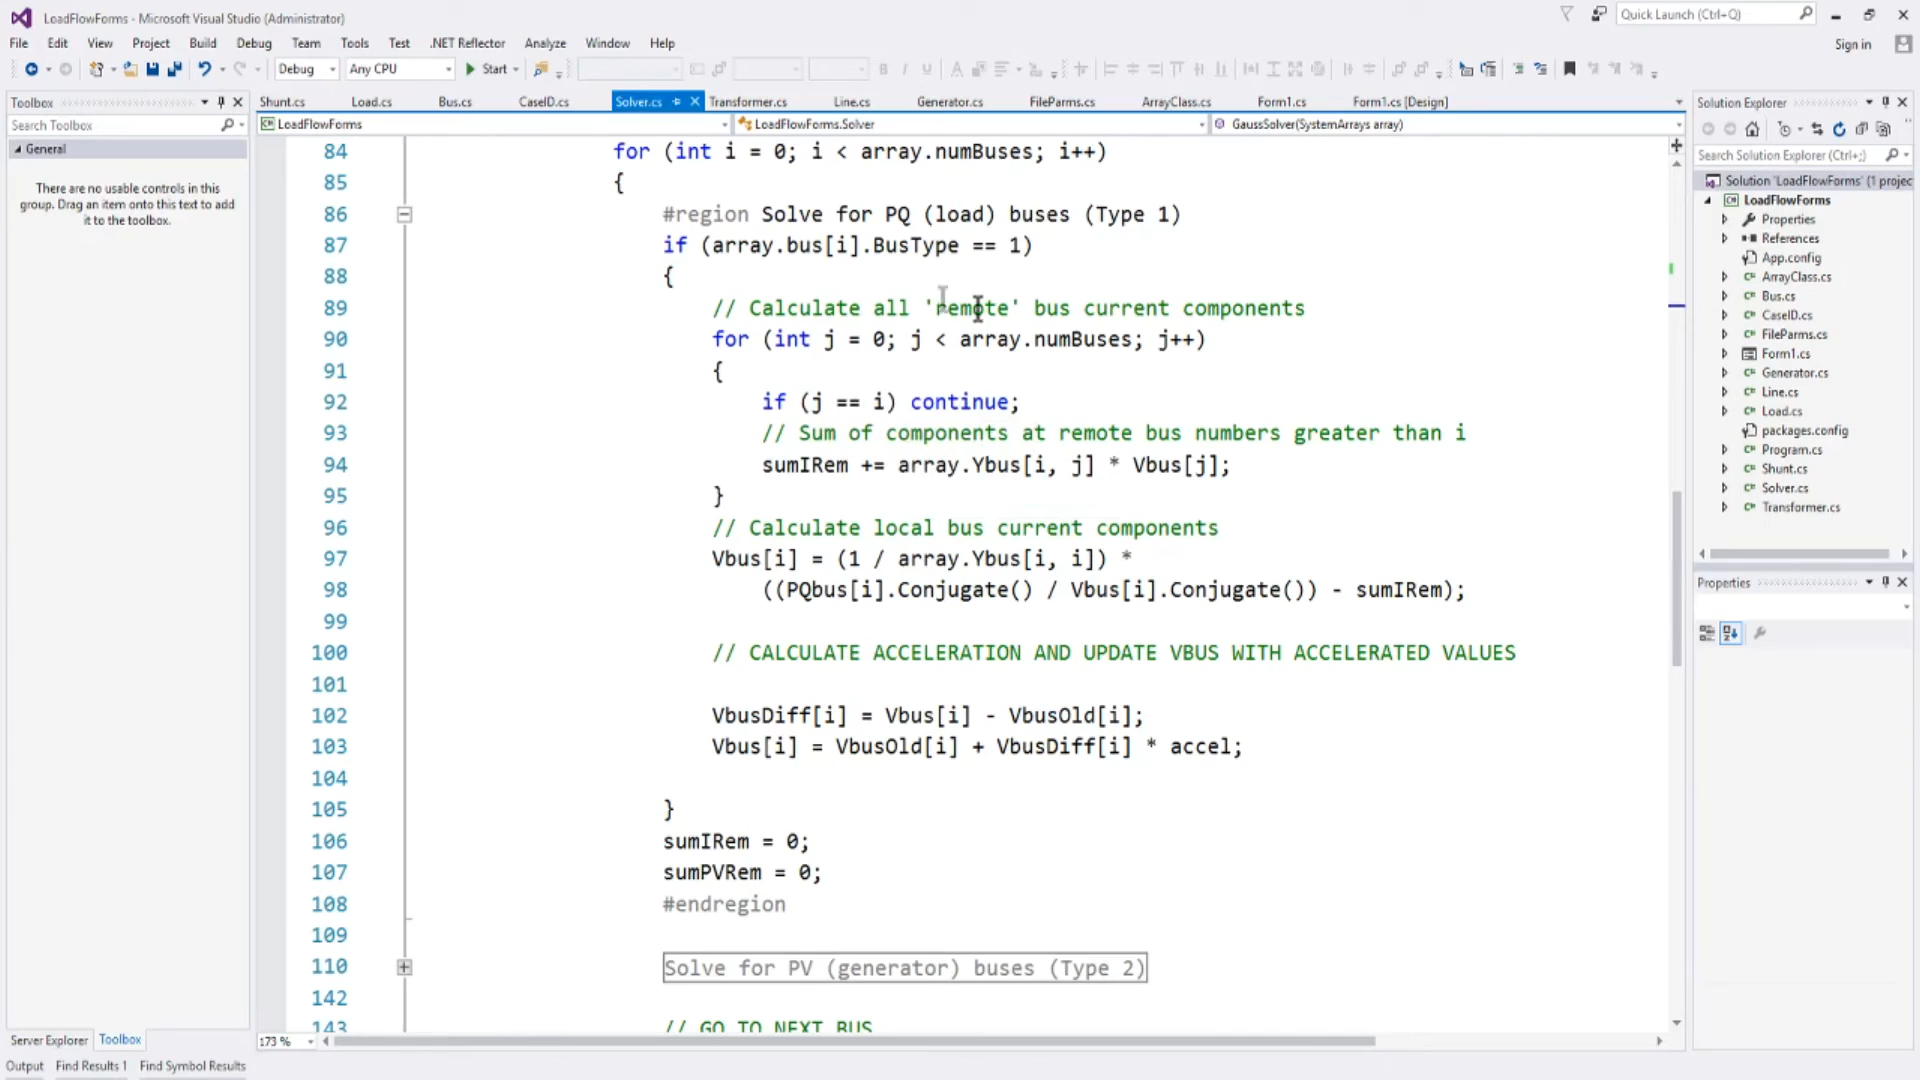 LoadFlowForms - Microsoft Visual Studio (Administrator)
Quick Launch (Ctrl+Q)
File Edit View Project Build Debug Team Tools Test .NET Reflector Analyze Window Help
Sign in
Debug Any CPU Start
Toolbox
Search Toolbox
General
There are no usable controls in this
group. Drag an item onto this text to add
it to the toolbox.
Shunt.cs Load.cs Bus.cs CaseID.cs Solver.cs Transformer.cs Line.cs Generator.cs FileParms.cs ArrayClass.cs Form1.cs Form1.cs [Design]
LoadFlowForms LoadFlowForms.Solver GaussSolver(SystemArrays array)
84 for (int i = 0; i < array.numBuses; i++)
85 {
86 #region Solve for PQ (load) buses (Type 1)
87 if (array.bus[i].BusType == 1)
88 {
89 // Calculate all 'remote' bus current components
90 for (int j = 0; j < array.numBuses; j++)
91 {
92 if (j == i) continue;
93 // Sum of components at remote bus numbers greater than i
94 sumIRem += array.Ybus[i, j] * Vbus[j];
95 }
96 // Calculate local bus current components
97 Vbus[i] = (1 / array.Ybus[i, i]) *
98 ((PQbus[i].Conjugate() / Vbus[i].Conjugate()) - sumIRem);
99
100 // CALCULATE ACCELERATION AND UPDATE VBUS WITH ACCELERATED VALUES
101
102 VbusDiff[i] = Vbus[i] - VbusOld[i];
103 Vbus[i] = VbusOld[i] + VbusDiff[i] * accel;
104
105 }
106 sumIRem = 0;
107 sumPVRem = 0;
108 #endregion
109
110 Solve for PV (generator) buses (Type 2)
142
143 // GO TO NEXT BUS
173 %
Solution Explorer
Search Solution Explorer (Ctrl+;)
Solution 'LoadFlowForms' (1 projec
LoadFlowForms
Properties
References
App.config
ArrayClass.cs
Bus.cs
CaseID.cs
FileParms.cs
Form1.cs
Generator.cs
Line.cs
Load.cs
packages.config
Program.cs
Shunt.cs
Solver.cs
Transformer.cs
Properties
Server Explorer Toolbox
Output Find Results 1 Find Symbol Results